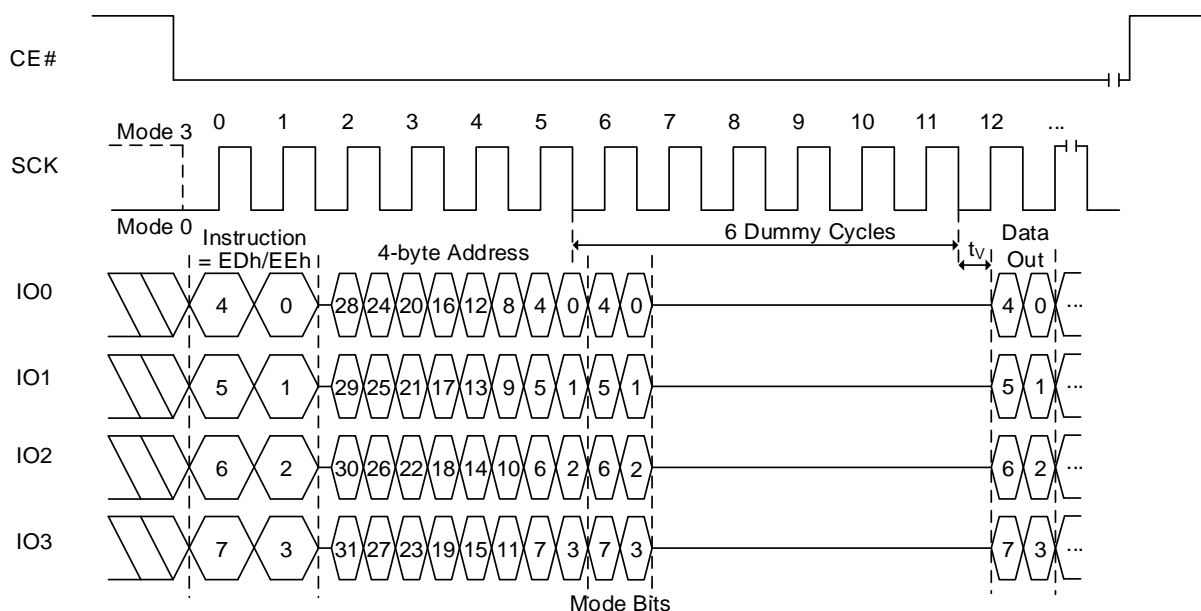 CE#
0 1 2 3 4 5 6 7 8 9 10 11 12 ...
Mode 3
SCK
Mode 0
Instruction
= EDh/EEh
4-byte Address
6 Dummy Cycles
tV
Data
Out
IO0 4 0 28 24 20 16 12 8 4 0 4 0 4 0 ...
IO1 5 1 29 25 21 17 13 9 5 1 5 1 5 1 ...
IO2 6 2 30 26 22 18 14 10 6 2 6 2 6 2 ...
IO3 7 3 31 27 23 19 15 11 7 3 7 3 7 3 ...
Mode Bits